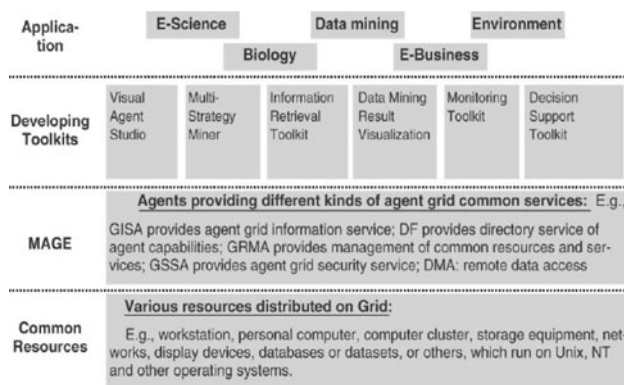 Applica-
tion
E-Science
Data mining
Environment
Biology
E-Business
Developing
Toolkits
Visual
Agent
Studio
Multi-
Strategy
Miner
Information
Retrieval
Toolkit
Data Mining
Result
Visualization
Monitoring
Toolkit
Decision
Support
Toolkit
MAGE
Agents providing different kinds of agent grid common services: E.g.,
GISA provides agent grid information service; DF provides directory service of
agent capabilities; GRMA provides management of common resources and ser-
vices; GSSA provides agent grid security service; DMA: remote data access
Common
Resources
Various resources distributed on Grid:
E.g., workstation, personal computer, computer cluster, storage equipment, net-
works, display devices, databases or datasets, or others, which run on Unix, NT
and other operating systems.